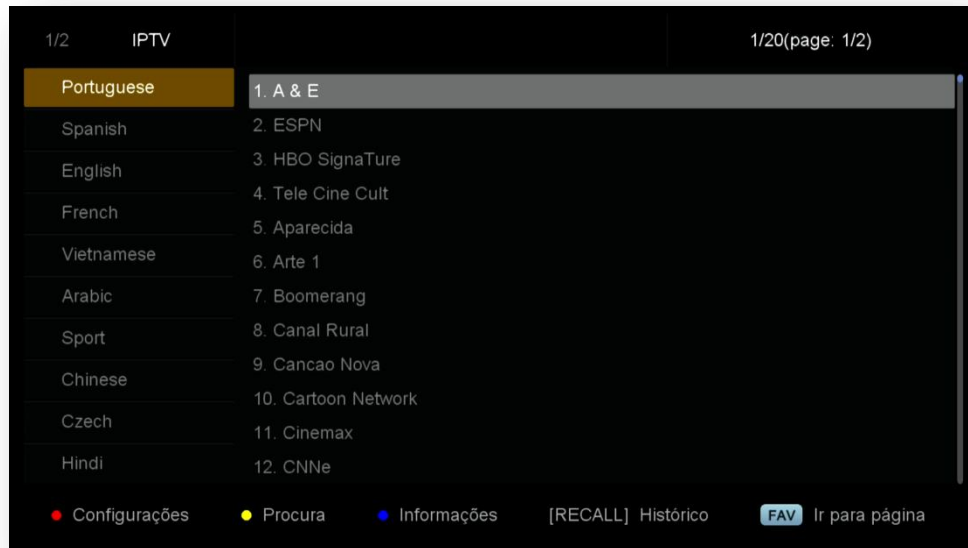 1/2 IPTV 1/20(page: 1/2)
Portuguese
Spanish
English
French
Vietnamese
Arabic
Sport
Chinese
Czech
Hindi
1. A & E
2. ESPN
3. HBO SignaTure
4. Tele Cine Cult
5. Aparecida
6. Arte 1
7. Boomerang
8. Canal Rural
9. Cancao Nova
10. Cartoon Network
11. Cinemax
12. CNNe
Configurações Procura Informações [RECALL] Histórico FAV Ir para página